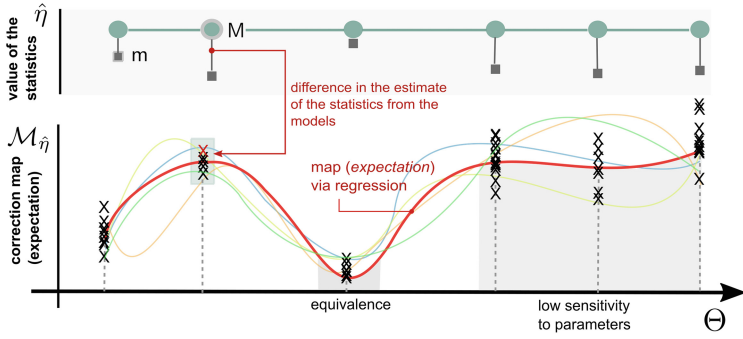 η̂
value of the
statistics
M
m
difference in the estimate
of the statistics from the
models
ℳ_η̂
correction map
(expectation)
map (expectation)
via regression
equivalence
low sensitivity
to parameters
Θ